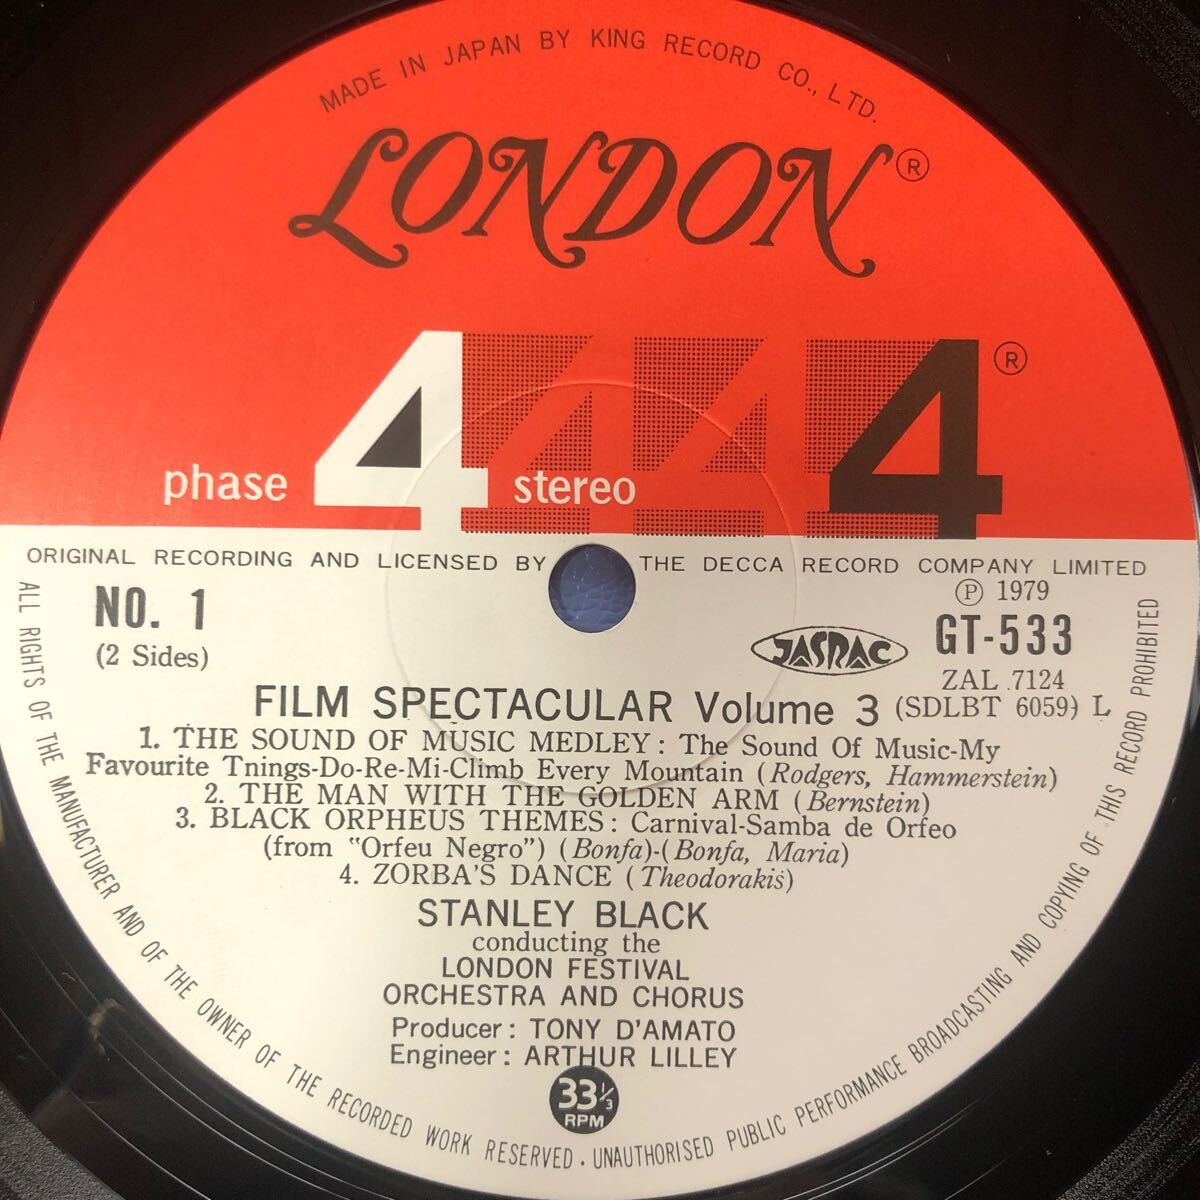 MADE IN JAPAN BY KING RECORD CO., LTD.
LONDON®
phase 4 stereo 4 4 4 ®
ORIGINAL RECORDING AND LICENSED BY THE DECCA RECORD COMPANY LIMITED
℗ 1979
NO. 1
(2 Sides)
JASRAC
GT-533
ZAL 7124
FILM SPECTACULAR Volume 3 (SDLBT 6059) L
1. THE SOUND OF MUSIC MEDLEY: The Sound Of Music-My
Favourite Tnings-Do-Re-Mi-Climb Every Mountain (Rodgers, Hammerstein)
2. THE MAN WITH THE GOLDEN ARM (Bernstein)
3. BLACK ORPHEUS THEMES: Carnival-Samba de Orfeo
(from "Orfeu Negro") (Bonfa)-(Bonfa, Maria)
4. ZORBA'S DANCE (Theodorakis)
STANLEY BLACK
conducting the
LONDON FESTIVAL
ORCHESTRA AND CHORUS
Producer: TONY D'AMATO
Engineer: ARTHUR LILLEY
33 1/3
RPM
ALL RIGHTS OF THE MANUFACTURER AND OF THE OWNER OF THE RECORDED WORK RESERVED. UNAUTHORISED PUBLIC PERFORMANCE BROADCASTING AND COPYING OF THIS RECORD PROHIBITED